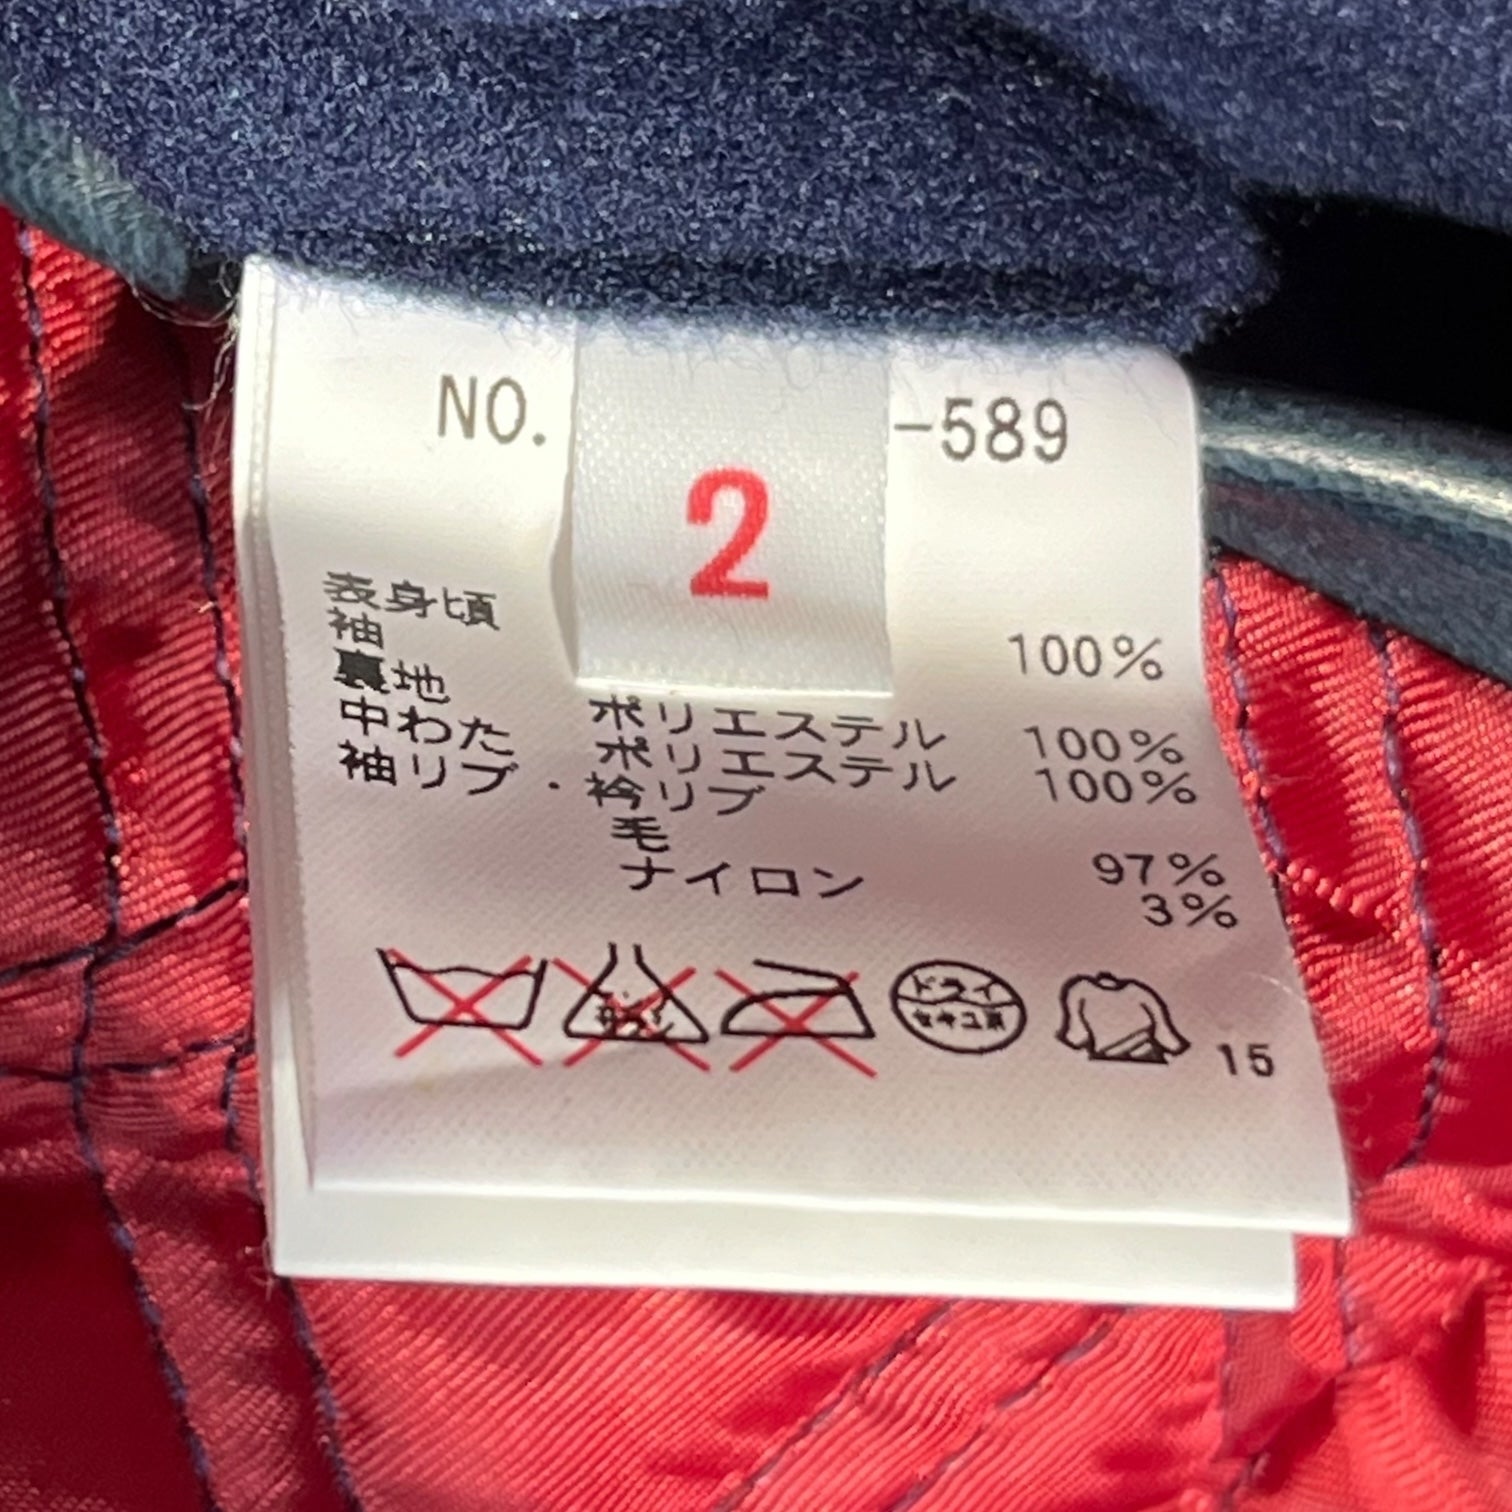 NO. -589
2
表身頃
袖 100%
裏地 ポリエステル 100%
中わた ポリエステル 100%
袖リブ・衿リブ
毛 97%
ナイロン 3%
ドライ
セキユ系
15